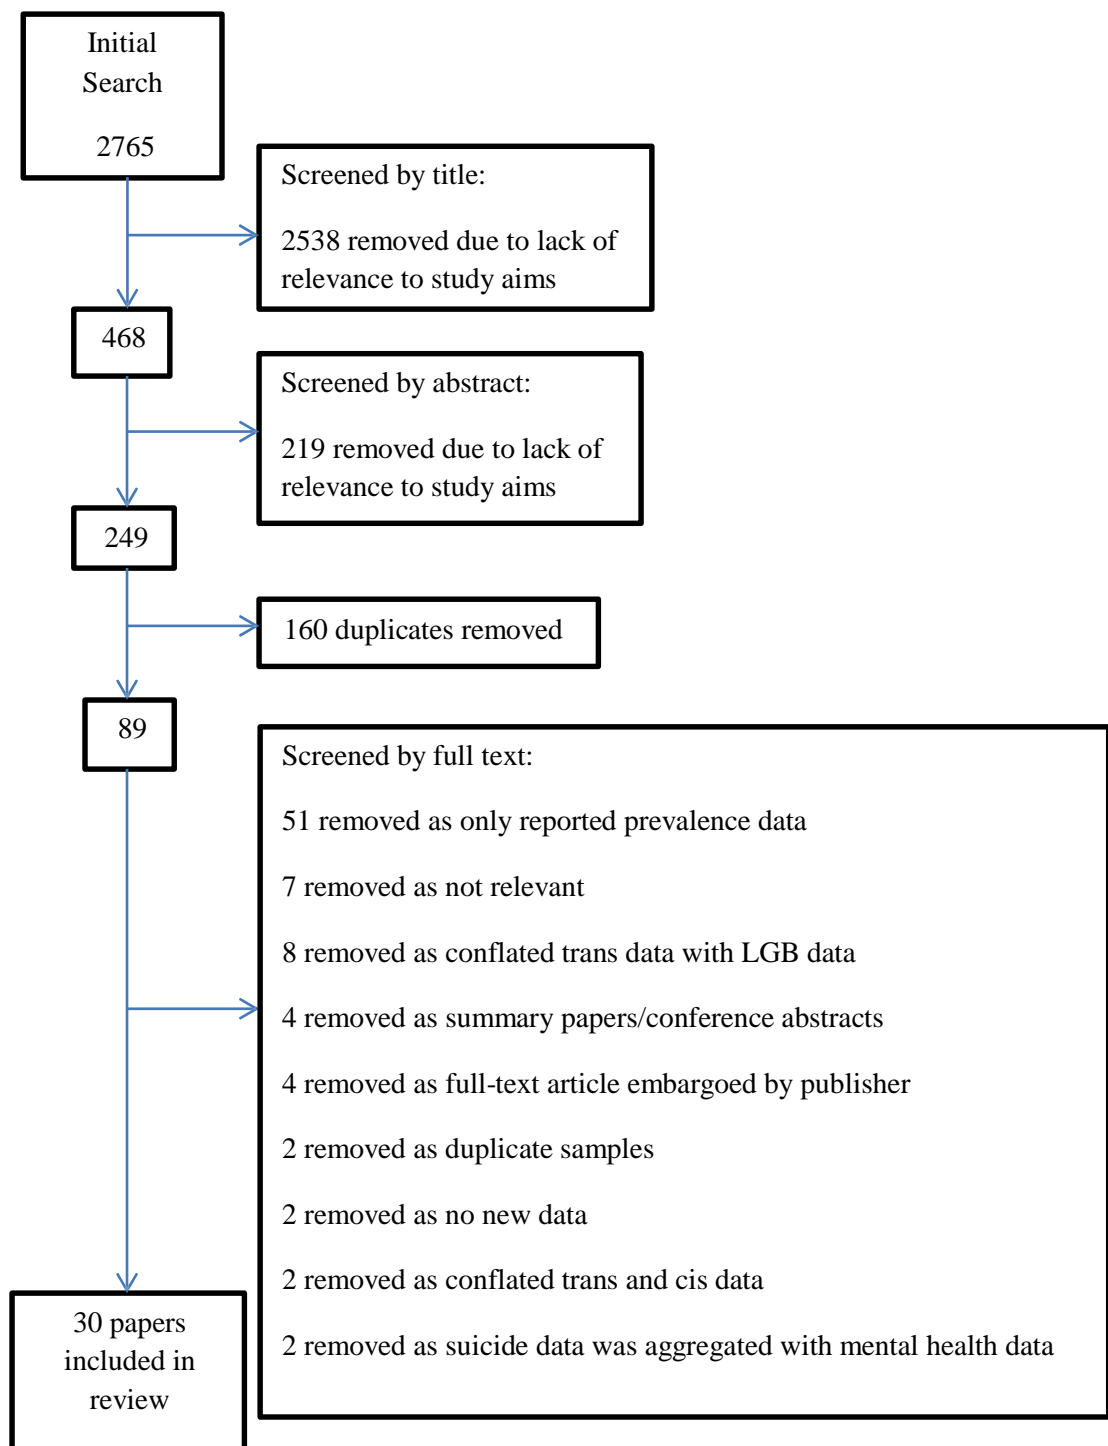 Initial
Search
2765
Screened by title:
2538 removed due to lack of
relevance to study aims
468
Screened by abstract:
219 removed due to lack of
relevance to study aims
249
160 duplicates removed
89
Screened by full text:
51 removed as only reported prevalence data
7 removed as not relevant
8 removed as conflated trans data with LGB data
4 removed as summary papers/conference abstracts
4 removed as full-text article embargoed by publisher
2 removed as duplicate samples
2 removed as no new data
2 removed as conflated trans and cis data
2 removed as suicide data was aggregated with mental health data
30 papers
included in
review